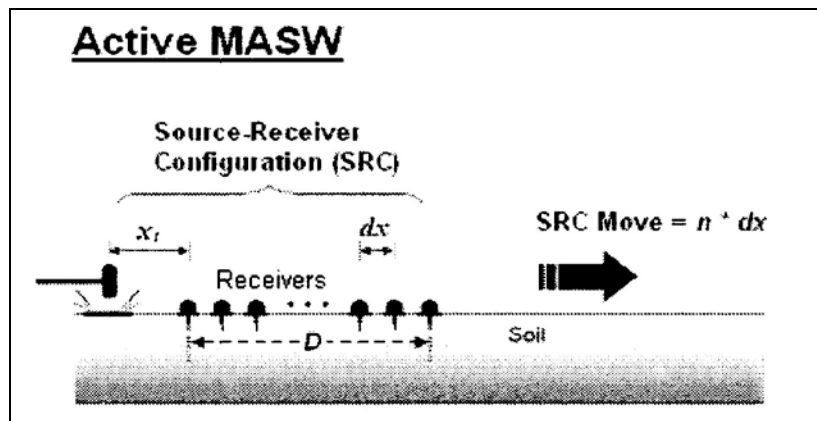 Active MASW
Source-Receiver
Configuration (SRC)
x₁ dx
SRC Move = n * dx
Receivers
D
Soil